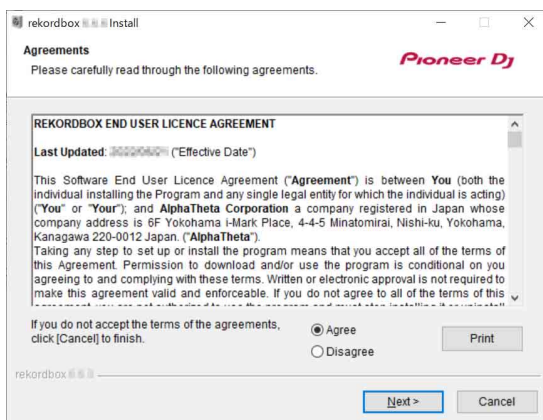 rekordbox Install
Agreements
Please carefully read through the following agreements.
Pioneer Dj
REKORDBOX END USER LICENCE AGREEMENT
Last Updated: ("Effective Date")
This Software End User Licence Agreement ("Agreement") is between You (both the
individual installing the Program and any single legal entity for which the individual is acting)
("You" or "Your"); and AlphaTheta Corporation a company registered in Japan whose
company address is 6F Yokohama i-Mark Place, 4-4-5 Minatomirai, Nishi-ku, Yokohama,
Kanagawa 220-0012 Japan. ("AlphaTheta").
Taking any step to set up or install the program means that you accept all of the terms of
this Agreement. Permission to download and/or use the program is conditional on you
agreeing to and complying with these terms. Written or electronic approval is not required to
make this agreement valid and enforceable. If you do not agree to all of the terms of this
If you do not accept the terms of the agreements,
click [Cancel] to finish.
Agree
Disagree
Print
rekordbox
Next >
Cancel